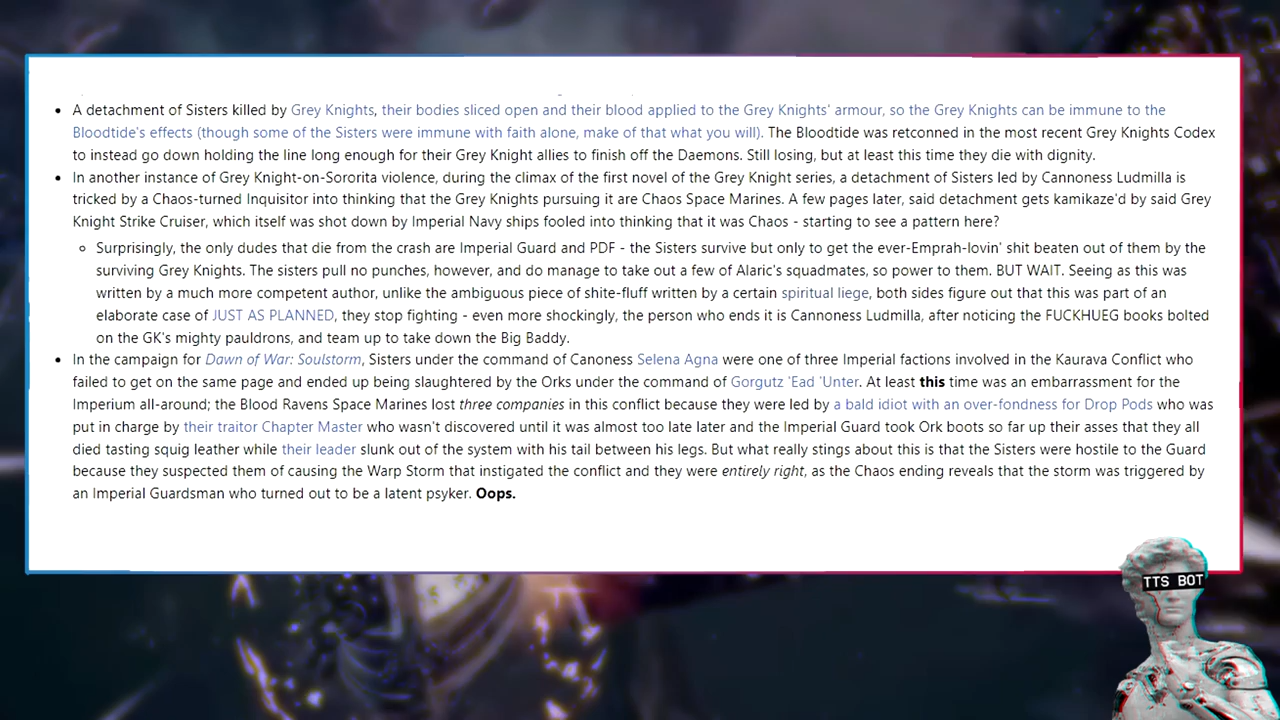 A detachment of Sisters killed by Grey Knights, their bodies sliced open and their blood applied to the Grey Knights' armour, so the Grey Knights can be immune to the
Bloodtide's effects (though some of the Sisters were immune with faith alone, make of that what you will). The Bloodtide was retconned in the most recent Grey Knights Codex
to instead go down holding the line long enough for their Grey Knight allies to finish off the Daemons. Still losing, but at least this time they die with dignity.
In another instance of Grey Knight-on-Sororita violence, during the climax of the first novel of the Grey Knight series, a detachment of Sisters led by Cannoness Ludmilla is
tricked by a Chaos-turned Inquisitor into thinking that the Grey Knights pursuing it are Chaos Space Marines. A few pages later, said detachment gets kamikaze'd by said Grey
Knight Strike Cruiser, which itself was shot down by Imperial Navy ships fooled into thinking that it was Chaos - starting to see a pattern here?
Surprisingly, the only dudes that die from the crash are Imperial Guard and PDF - the Sisters survive but only to get the ever-Emprah-lovin' shit beaten out of them by the
surviving Grey Knights. The sisters pull no punches, however, and do manage to take out a few of Alaric's squadmates, so power to them. BUT WAIT. Seeing as this was
written by a much more competent author, unlike the ambiguous piece of shite-fluff written by a certain spiritual liege, both sides figure out that this was part of an
elaborate case of JUST AS PLANNED, they stop fighting - even more shockingly, the person who ends it is Cannoness Ludmilla, after noticing the FUCKHUEG books bolted
on the GK's mighty pauldrons, and team up to take down the Big Baddy.
In the campaign for Dawn of War: Soulstorm, Sisters under the command of Canoness Selena Agna were one of three Imperial factions involved in the Kaurava Conflict who
failed to get on the same page and ended up being slaughtered by the Orks under the command of Gorgutz 'Ead 'Unter. At least this time was an embarrassment for the
Imperium all-around; the Blood Ravens Space Marines lost three companies in this conflict because they were led by a bald idiot with an over-fondness for Drop Pods who was
put in charge by their traitor Chapter Master who wasn't discovered until it was almost too late later and the Imperial Guard took Ork boots so far up their asses that they all
died tasting squig leather while their leader slunk out of the system with his tail between his legs. But what really stings about this is that the Sisters were hostile to the Guard
because they suspected them of causing the Warp Storm that instigated the conflict and they were entirely right, as the Chaos ending reveals that the storm was triggered by
an Imperial Guardsman who turned out to be a latent psyker. Oops.
TTS BOT